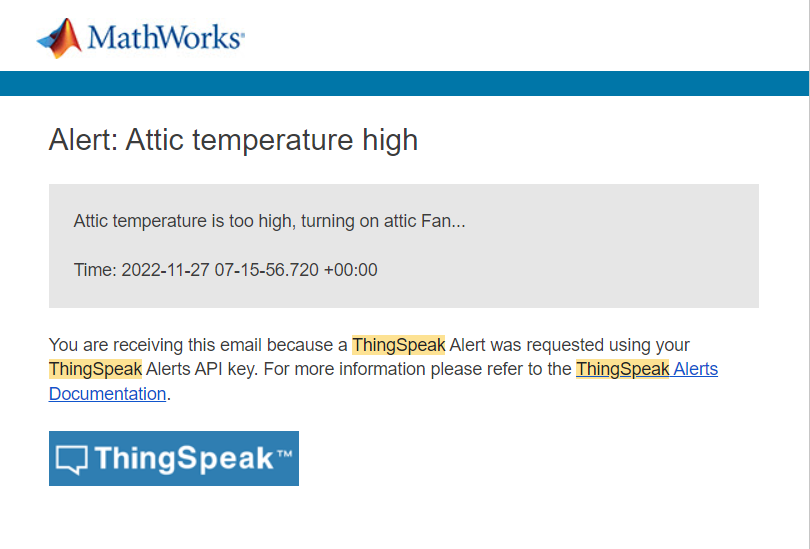 MathWorks®
Alert: Attic temperature high
Attic temperature is too high, turning on attic Fan...
Time: 2022-11-27 07-15-56.720 +00:00
You are receiving this email because a ThingSpeak Alert was requested using your
ThingSpeak Alerts API key. For more information please refer to the ThingSpeak Alerts
Documentation.
ThingSpeak™